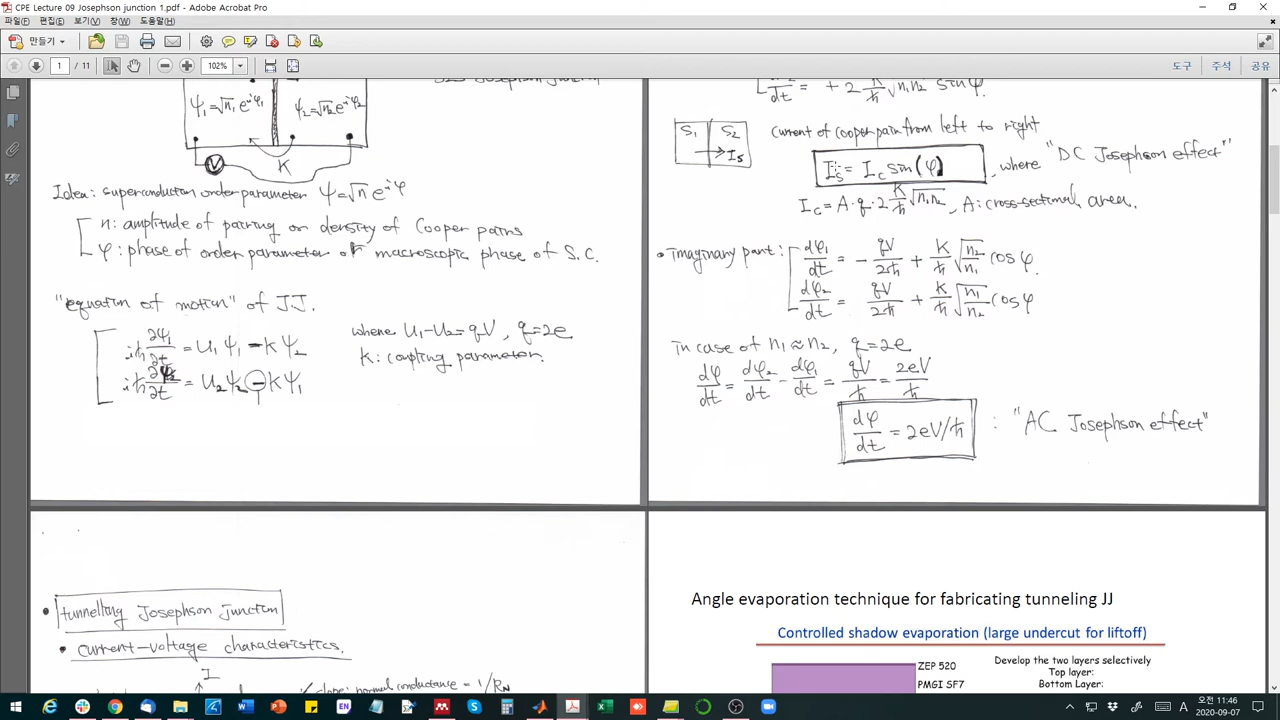 CPE Lecture 09 Josephson junction 1.pdf - Adobe Acrobat Pro
파일(F) 편집(E) 보기(V) 창(W) 도움말(H)
만들기
1 / 11 102% 도구 주석 공유
ψ₁=√n₁ e^iφ₁ ψ₂=√n₂ e^iφ₂
V K
Idea: superconduction order parameter ψ=√n e^iφ
n: amplitude of pairing or density of Cooper pairs
φ: phase of order parameter or macroscopic phase of S.C.
"equation of motion" of J.J.
iħ ∂ψ₁/∂t = U₁ψ₁ - Kψ₂
iħ ∂ψ₂/∂t = U₂ψ₂ - Kψ₁
where U₁-U₂=qV, q=2e
K: coupling parameter.
dt = + 2 K/ħ √n₁n₂ sin φ.
S₁ S₂ Is
current of cooper pair from left to right
Is = Ic sin(φ), where "DC Josephson effect"
Ic = A·q·2 K/ħ √n₁n₂, A: cross-sectional area.
• imaginary part: dφ₁/dt = - qV/2ħ + K/ħ √n₂/n₁ cos φ.
dφ₂/dt = qV/2ħ + K/ħ √n₁/n₂ cos φ
in case of n₁≈n₂, q=2e
dφ/dt = dφ₂/dt - dφ₁/dt = qV/ħ = 2eV/ħ
dφ/dt = 2eV/ħ : "AC Josephson effect"
• tunnelling Josephson junction
• current-voltage characteristics.
I
slope: normal conductance = 1/RN
Angle evaporation technique for fabricating tunneling JJ
Controlled shadow evaporation (large undercut for liftoff)
ZEP 520
PMGI SF7
Develop the two layers selectively
Top layer:
Bottom Layer:
오전 11:46
2020-09-07